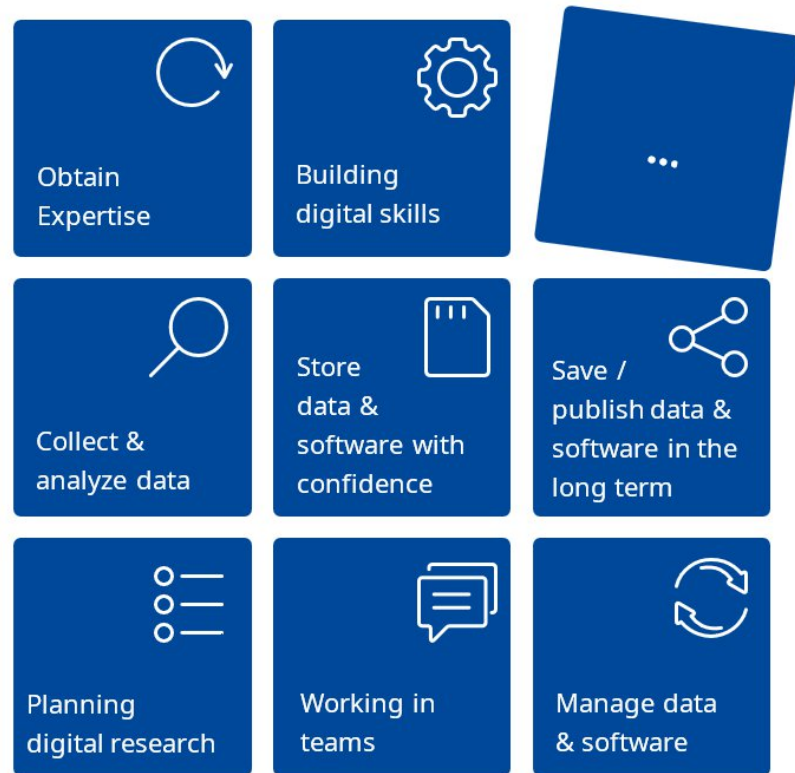 Obtain
Expertise
Building
digital skills
...
Collect &
analyze data
Store
data &
software with
confidence
Save /
publish data &
software in the
long term
Planning
digital research
Working in
teams
Manage data
& software